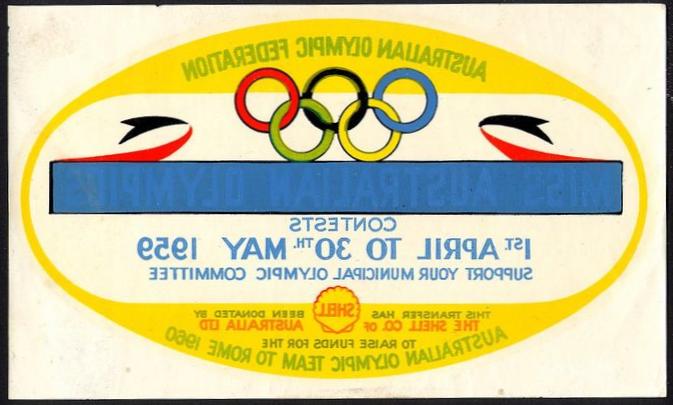 AUSTRALIAN OLYMPIC FEDERATION
MISS AUSTRALIAN OLYMPICS
CONTESTS
1ST. APRIL TO 30TH. MAY 1959
SUPPORT YOUR MUNICIPAL OLYMPIC COMMITTEE
THIS TRANSFER HAS BEEN DONATED BY
SHELL
THE SHELL CO. OF AUSTRALIA LTD
TO RAISE FUNDS FOR THE
AUSTRALIAN OLYMPIC TEAM TO ROME 1960